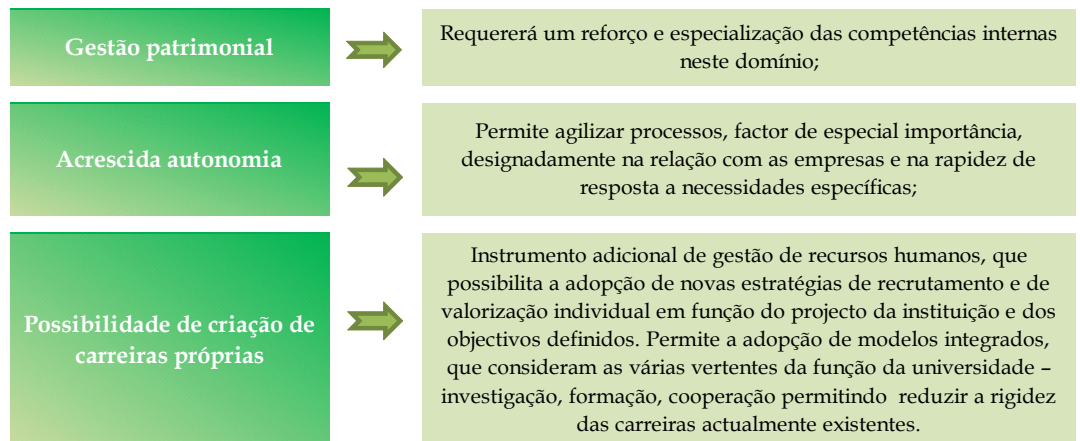 Gestão patrimonial
Requererá um reforço e especialização das competências internas
neste domínio;
Acrescida autonomia
Permite agilizar processos, factor de especial importância,
designadamente na relação com as empresas e na rapidez de
resposta a necessidades específicas;
Possibilidade de criação de
carreiras próprias
Instrumento adicional de gestão de recursos humanos, que
possibilita a adopção de novas estratégias de recrutamento e de
valorização individual em função do projecto da instituição e dos
objectivos definidos. Permite a adopção de modelos integrados,
que consideram as várias vertentes da função da universidade –
investigação, formação, cooperação permitindo  reduzir a rigidez
das carreiras actualmente existentes.